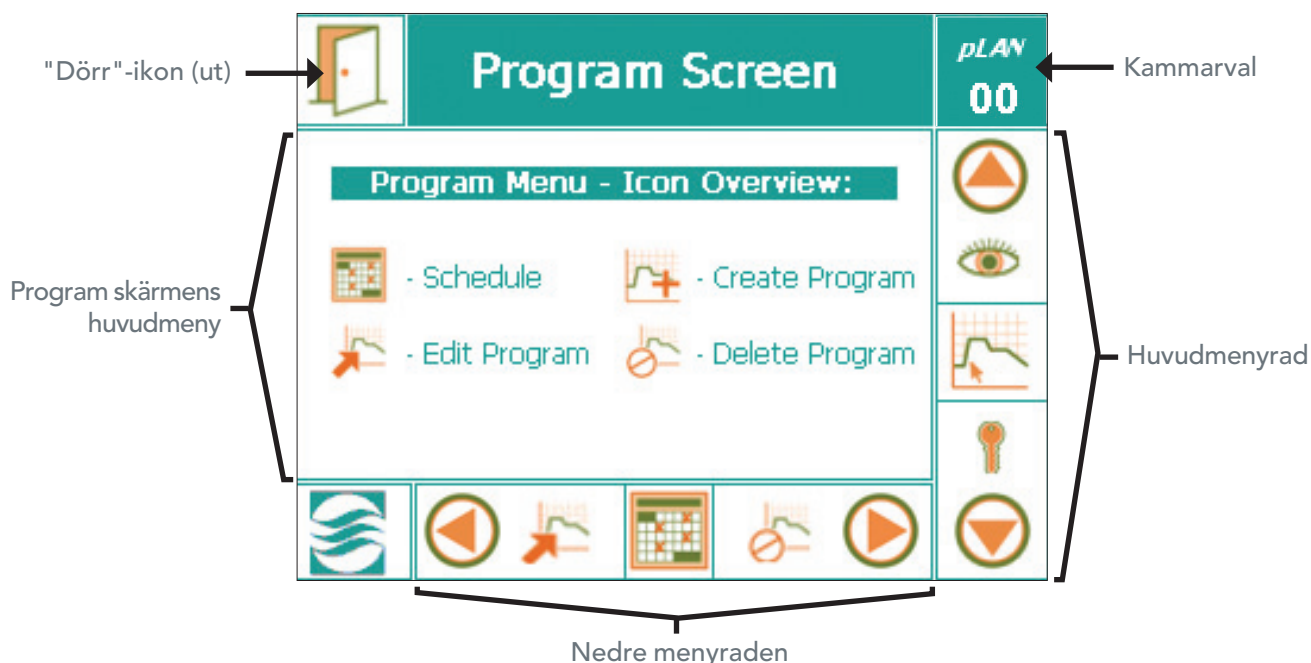 "Dörr"-ikon (ut)
Program Screen
pLAN
00
Kammarval
Program Menu - Icon Overview:
- Schedule
- Create Program
- Edit Program
- Delete Program
Program skärmens
huvudmeny
Huvudmenyrad
Nedre menyraden